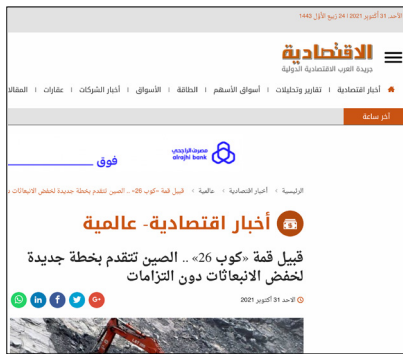 الأحد, 31 أكتوبر 2021 | 24 ربيع الأول 1443
الاقتصادية
جريدة العرب الاقتصادية الدولية
أخبار اقتصادية | تقارير وتحليلات | أسواق الأسهم | الطاقة | الأسواق | أخبار الشركات | عقارات | المقالا
آخر ساعة
مصرف الراجحي
alrajhi bank
فوق
الرئيسية › أخبار اقتصادية › عالمية › قبيل قمة «كوب 26» .. الصين تتقدم بخطة جديدة لخفض الانبعاثات د
أخبار اقتصادية- عالمية
قبيل قمة «كوب 26» .. الصين تتقدم بخطة جديدة
لخفض الانبعاثات دون التزامات
الاحد 31 أكتوبر 2021